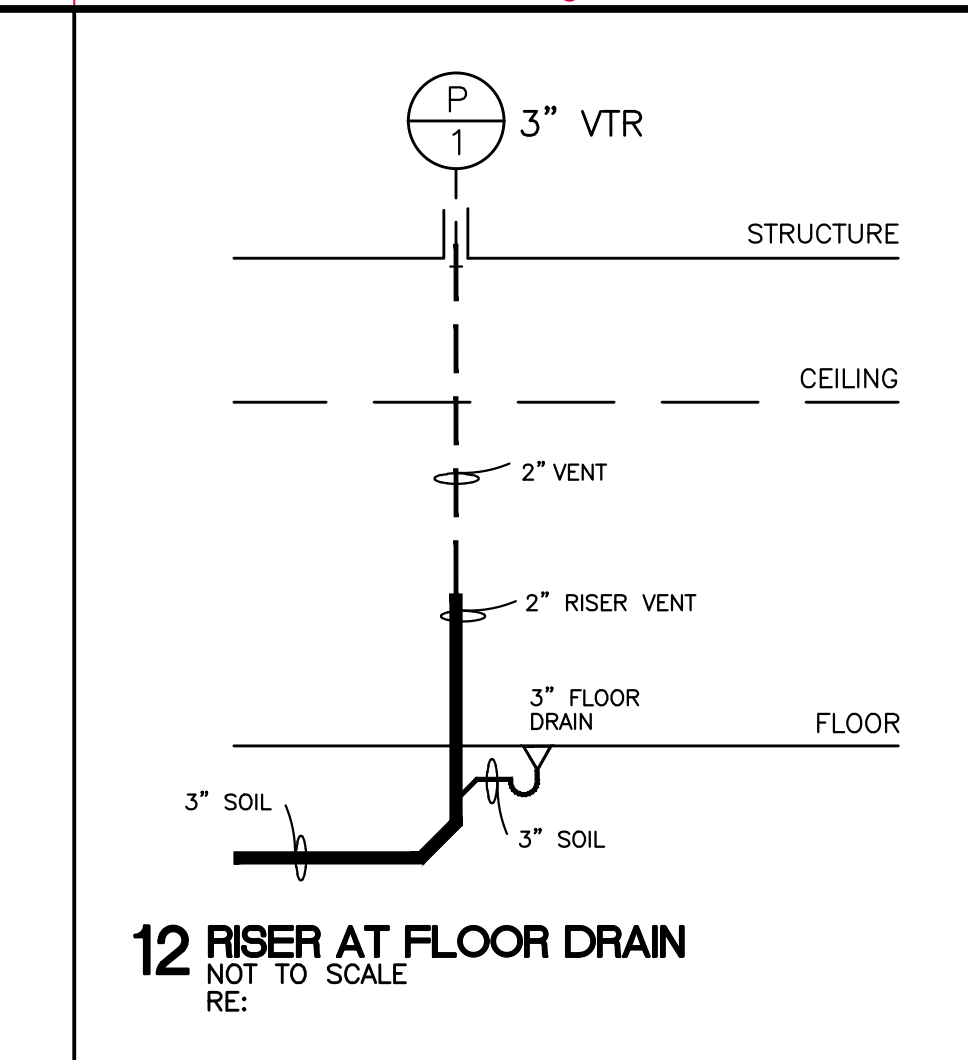 P
1
3” VTR
STRUCTURE
CEILING
2” VENT
2” RISER VENT
3” FLOOR
DRAIN
FLOOR
3” SOIL
3” SOIL
12 RISER AT FLOOR DRAIN
NOT TO SCALE
RE: